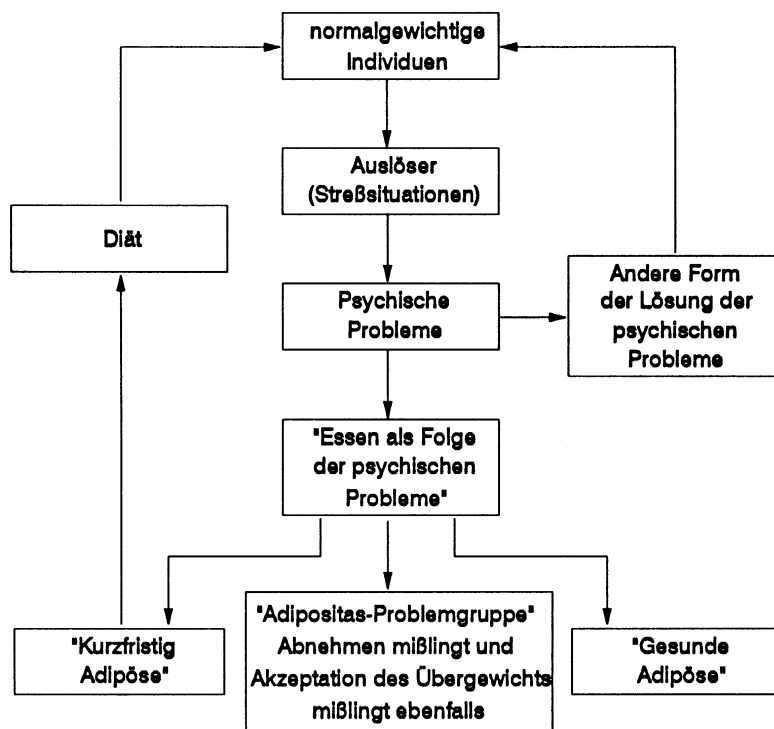 normalgewichtige
Individuen
Auslöser
(Streßsituationen)
Diät
Psychische
Probleme
Andere Form
der Lösung der
psychischen
Probleme
"Essen als Folge
der psychischen
Probleme"
"Kurzfristig
Adipöse"
"Adipositas-Problemgruppe"
Abnehmen mißlingt und
Akzeptation des Übergewichts
mißlingt ebenfalls
"Gesunde
Adipöse"